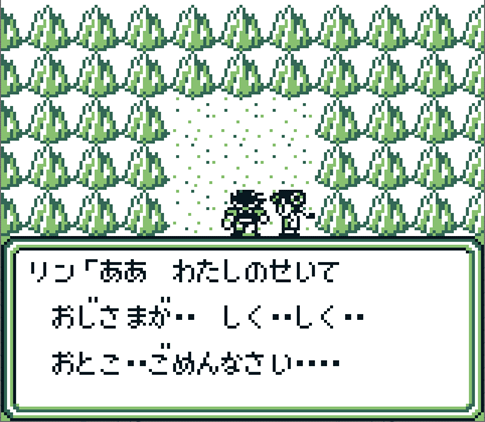 リン「ああ　わたしのせいて
おじさまが‥　しく‥しく‥
おとこ‥ごめんなさい‥‥